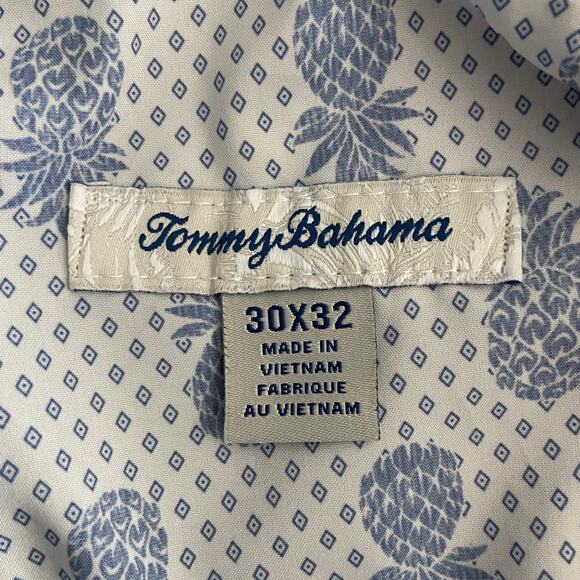 Tommy Bahama
30X32
MADE IN
VIETNAM
FABRIQUE
AU VIETNAM